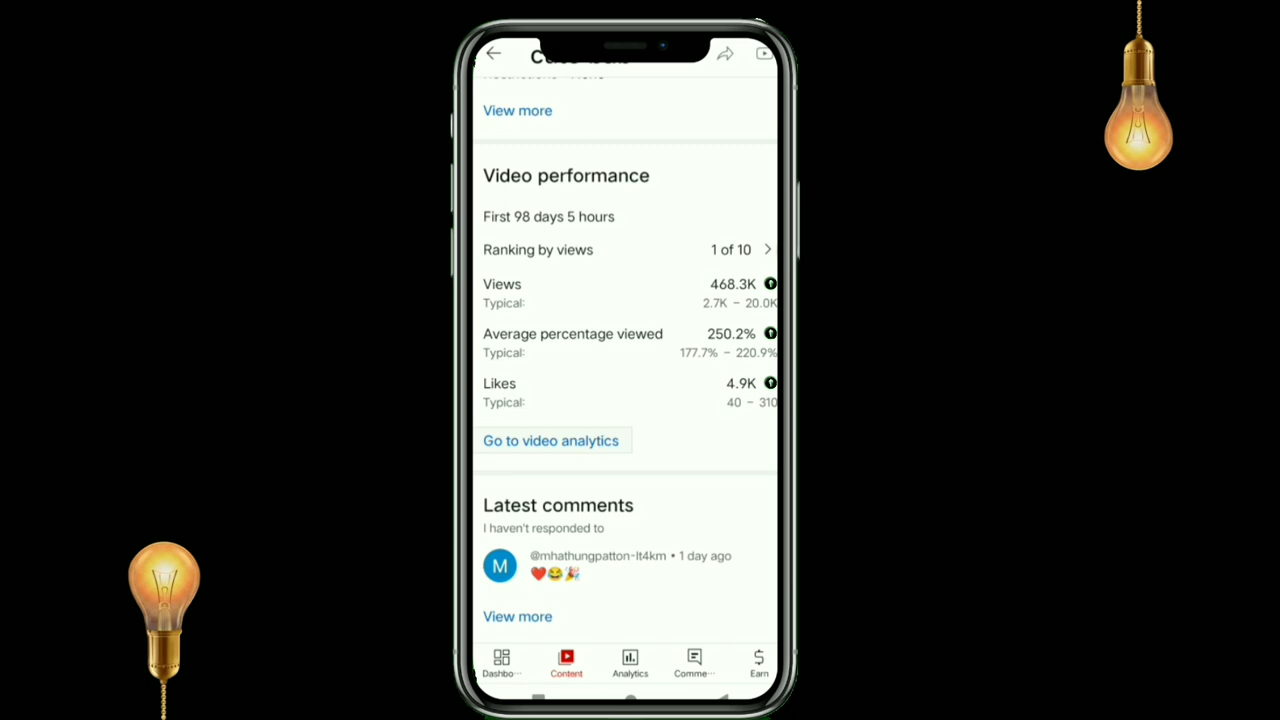 View more
Video performance
First 98 days 5 hours
Ranking by views 1 of 10
Views 468.3K
Typical: 2.7K – 20.0K
Average percentage viewed 250.2%
Typical: 177.7% – 220.9%
Likes 4.9K
Typical: 40 – 310
Go to video analytics
Latest comments
I haven't responded to
M
@mhathungpatton-lt4km • 1 day ago
❤️😂🎉
View more
Dashbo··· Content Analytics Comme··· Earn